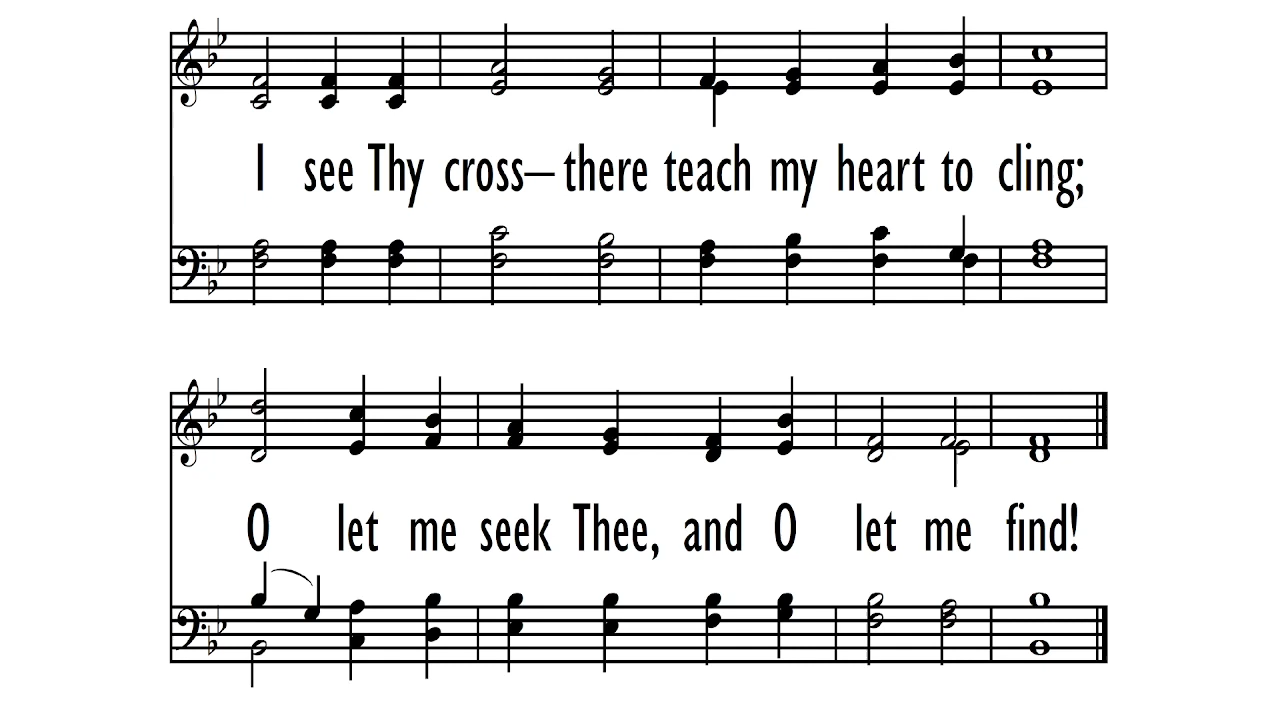 I see Thy cross– there teach my heart to cling;
O let me seek Thee, and O let me find!